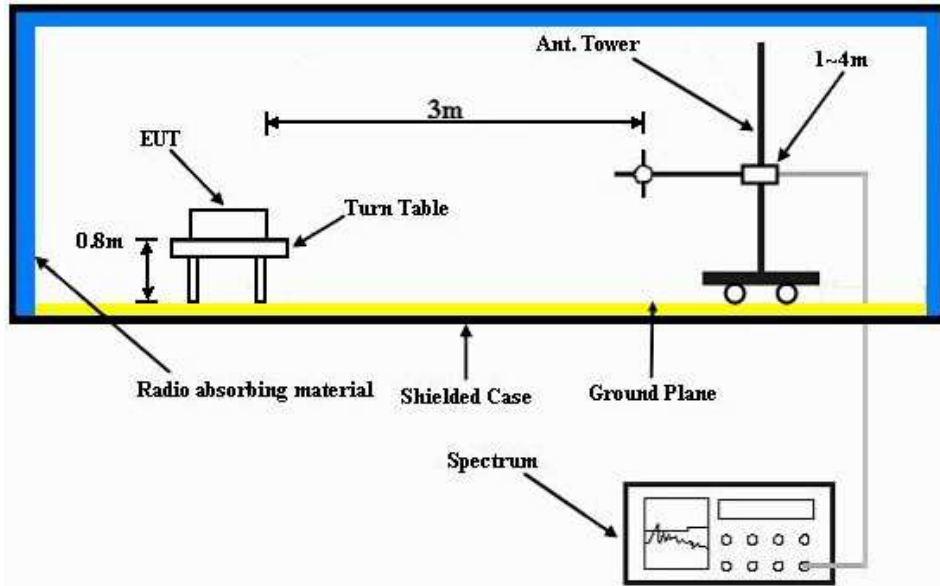 Ant. Tower
1~4m
3m
EUT
Turn Table
0.8m
Radio absorbing material
Shielded Case
Ground Plane
Spectrum